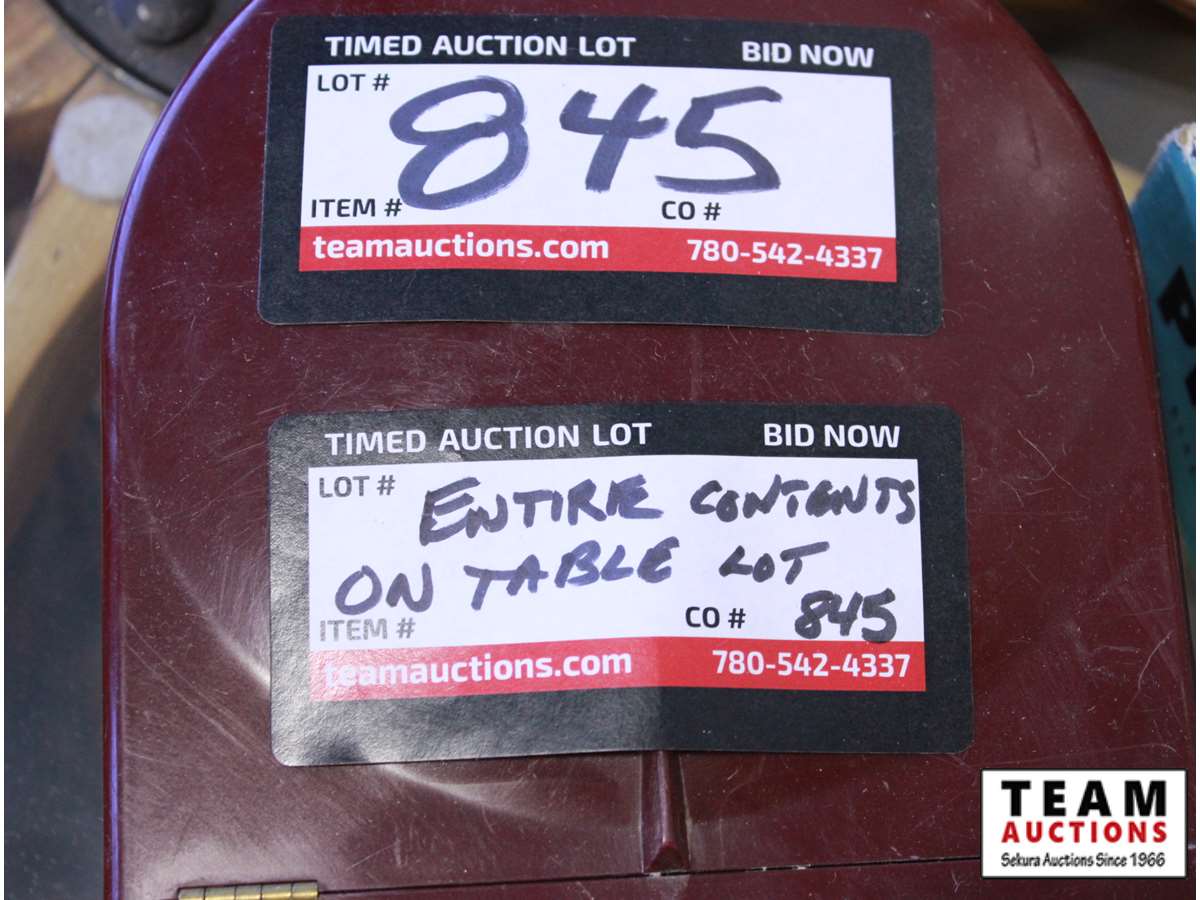 TIMED AUCTION LOT BID NOW
LOT # 845
ITEM # CO #
teamauctions.com 780-542-4337
TIMED AUCTION LOT BID NOW
LOT # ENTIRE CONTENTS
ON TABLE LOT
ITEM # CO # 845
teamauctions.com 780-542-4337
TEAM
AUCTIONS
Sekura Auctions Since 1966